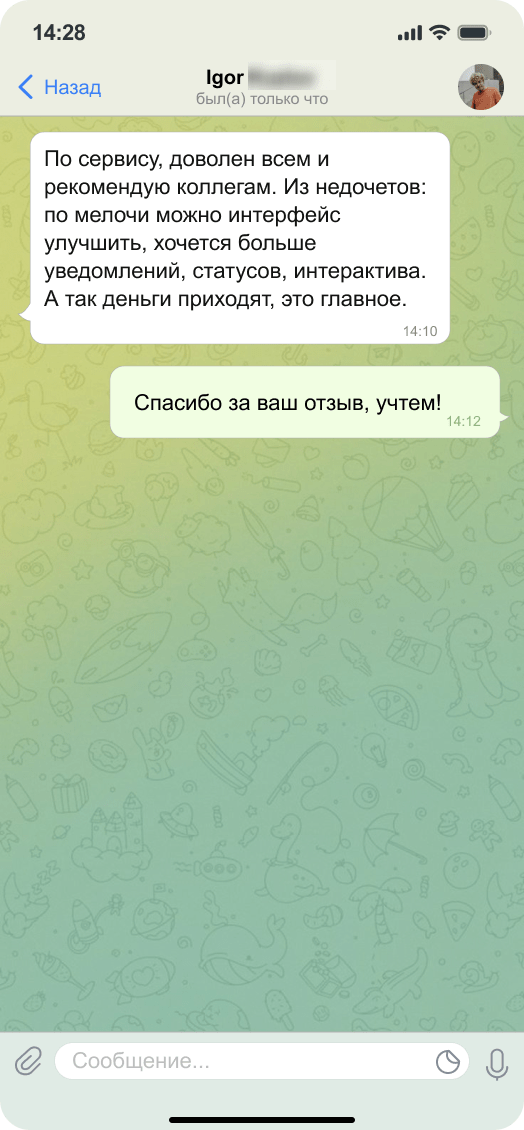 14:28
Назад
Igor
был(а) только что
По сервису, доволен всем и
рекомендую коллегам. Из недочетов:
по мелочи можно интерфейс
улучшить, хочется больше
уведомлений, статусов, интерактива.
А так деньги приходят, это главное.
14:10
Спасибо за ваш отзыв, учтем!
14:12
Сообщение...